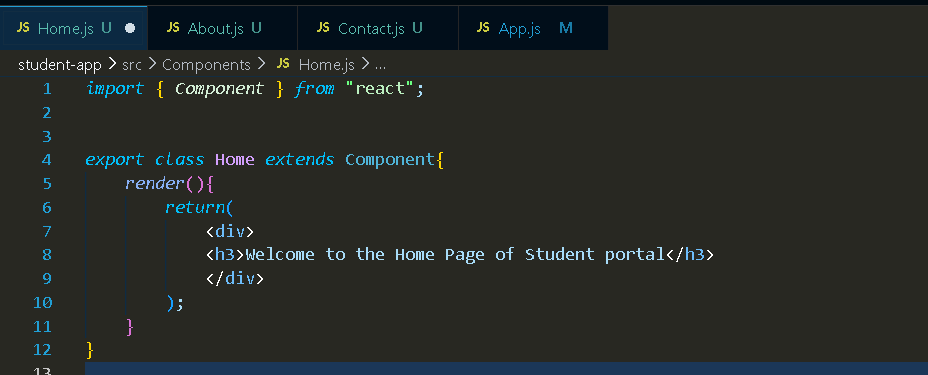 JS Home.js U ● JS About.js U JS Contact.js U JS App.js M
student-app > src > Components > JS Home.js > ...
1 import { Component } from "react";
2
3
4 export class Home extends Component{
5 render(){
6 return(
7 <div>
8 <h3>Welcome to the Home Page of Student portal</h3>
9 </div>
10 );
11 }
12 }
13